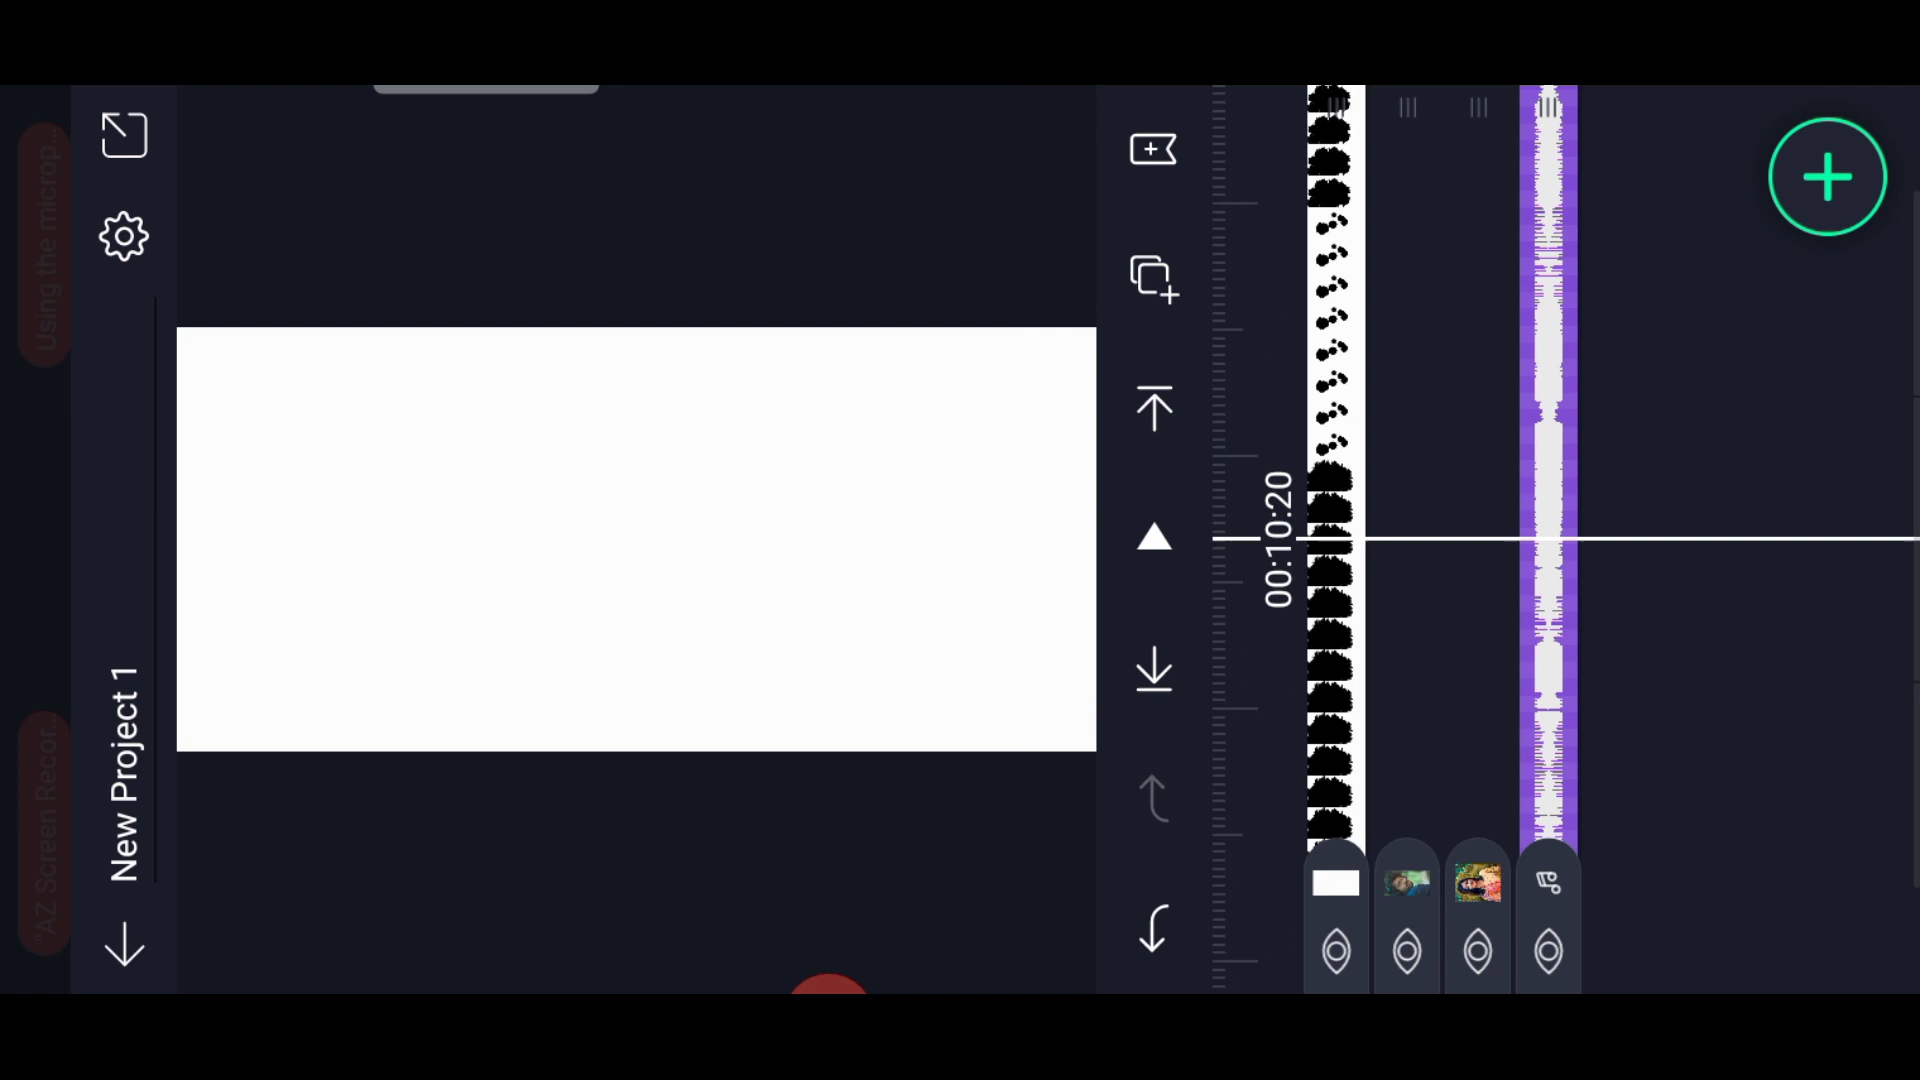 Using the microp...
"AZ Screen Recor...
New Project 1
00:10:20